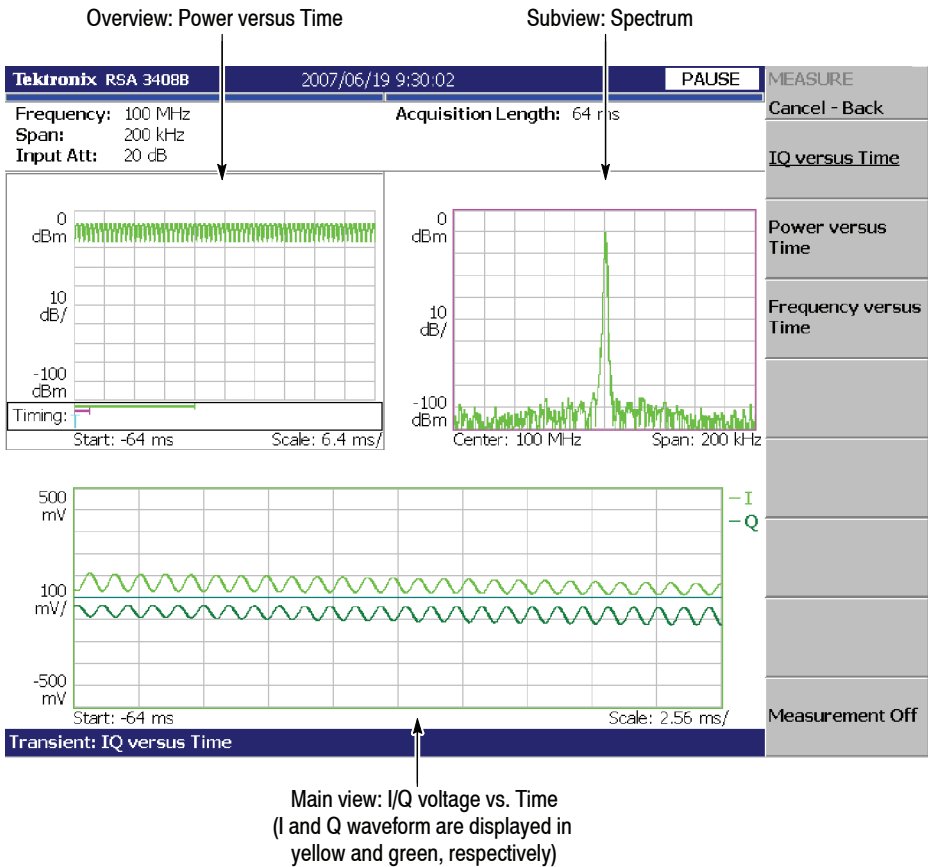 Overview: Power versus Time
Subview: Spectrum
Tektronix RSA 3408B
2007/06/19 9:30:02
PAUSE
MEASURE
Cancel - Back
Frequency: 100 MHz
Acquisition Length: 64 ms
Span: 200 kHz
Input Att: 20 dB
IQ versus Time
Power versus
Time
Frequency versus
Time
Measurement Off
0
dBm
10
dB/
-100
dBm
Timing:
Start: -64 ms
Scale: 6.4 ms/
0
dBm
10
dB/
-100
dBm
Center: 100 MHz
Span: 200 kHz
500
mV
100
mV/
-500
mV
I
Q
Start: -64 ms
Scale: 2.56 ms/
Transient: IQ versus Time
Main view: I/Q voltage vs. Time
(I and Q waveform are displayed in
yellow and green, respectively)